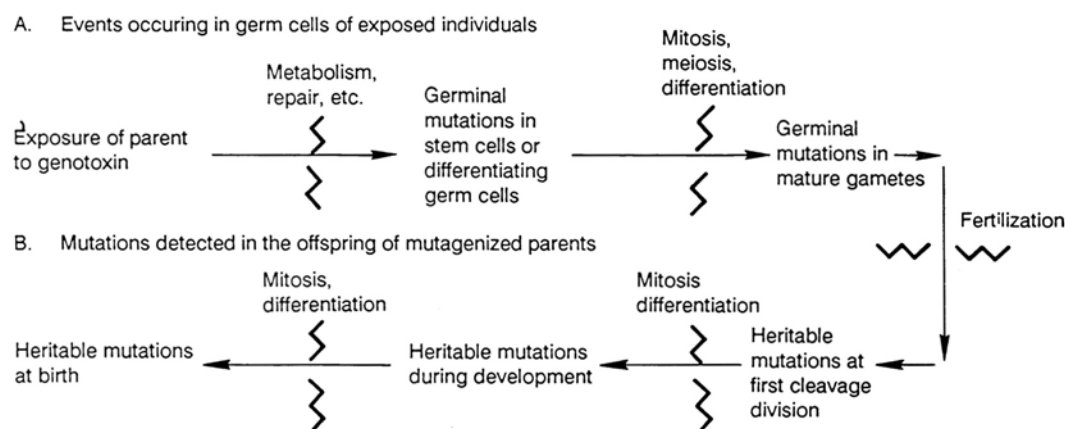 A. Events occuring in germ cells of exposed individuals
Metabolism,
repair, etc.
Mitosis,
meiosis,
differentiation
Exposure of parent
to genotoxin
Germinal
mutations in
stem cells or
differentiating
germ cells
Germinal
mutations in
mature gametes
Fertilization
B. Mutations detected in the offspring of mutagenized parents
Mitosis,
differentiation
Mitosis
differentiation
Heritable mutations
at birth
Heritable mutations
during development
Heritable
mutations at
first cleavage
division